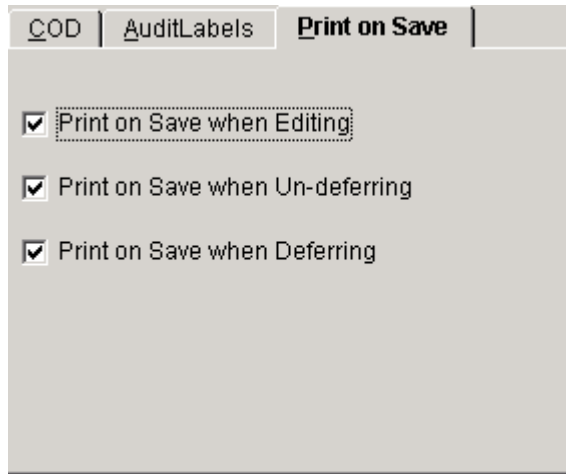 COD AuditLabels Print on Save
Print on Save when Editing
Print on Save when Un-deferring
Print on Save when Deferring